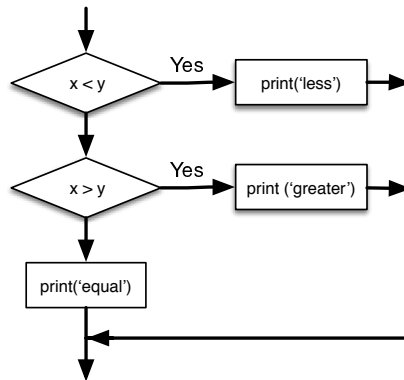 Yes
x < y
print(‘less’)
Yes
x > y
print (‘greater’)
print(‘equal’)